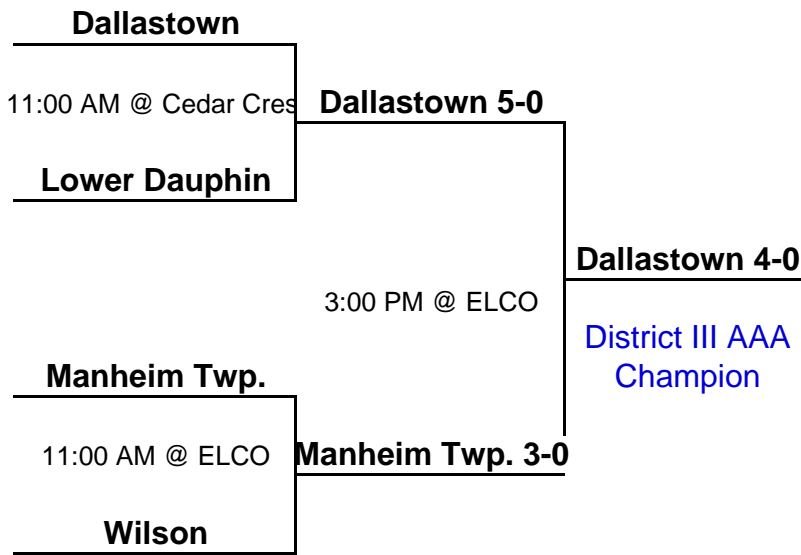 Dallastown
11:00 AM @ Cedar Cres
Dallastown 5-0
Lower Dauphin
Dallastown 4-0
3:00 PM @ ELCO
District III AAA
Champion
Manheim Twp.
11:00 AM @ ELCO
Manheim Twp. 3-0
Wilson